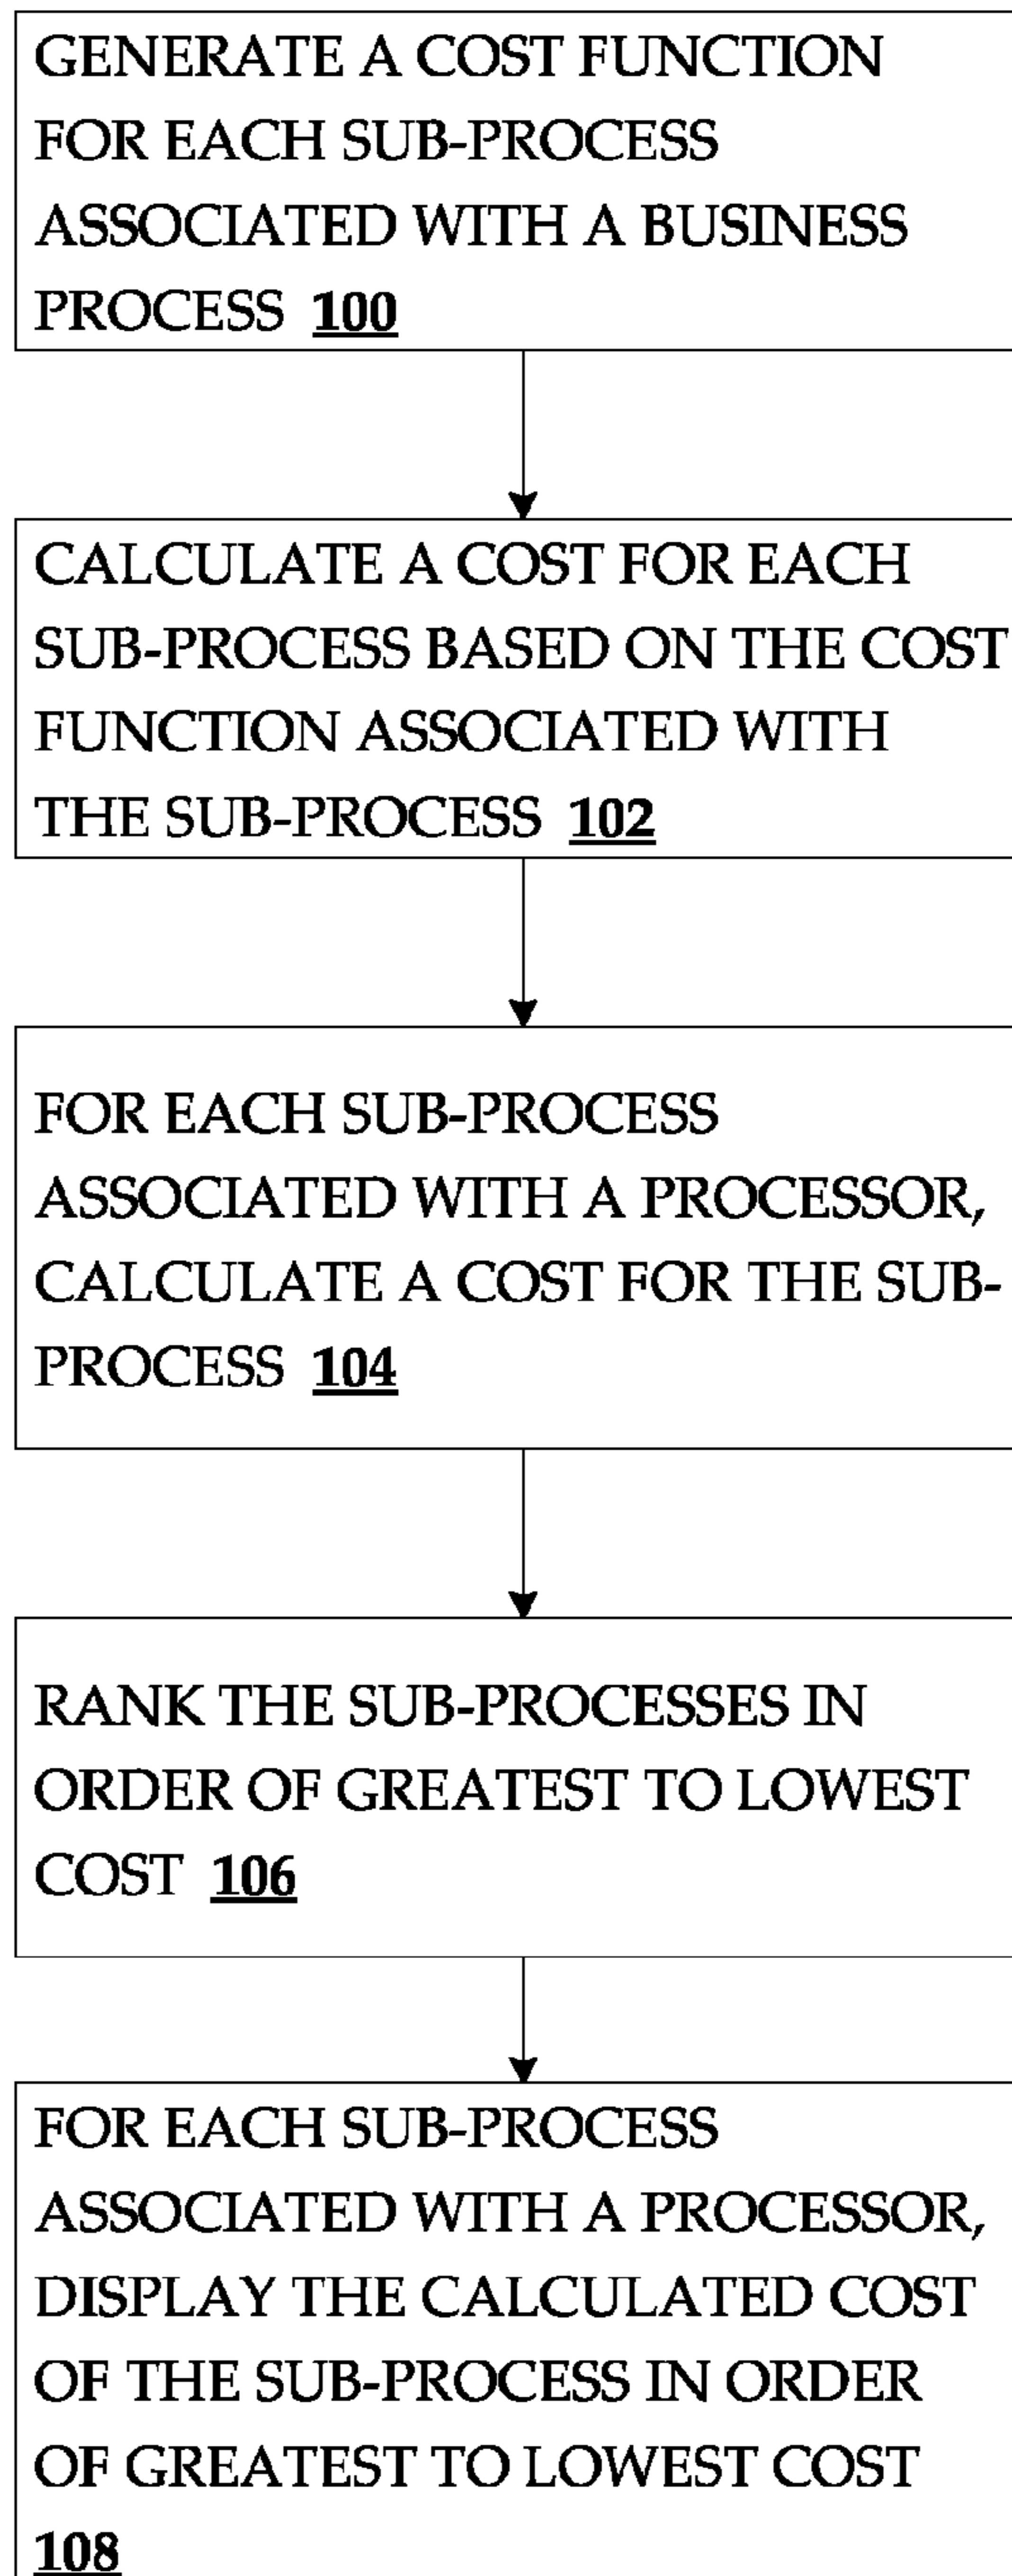 GENERATE A COST FUNCTION
FOR EACH SUB-PROCESS
ASSOCIATED WITH A BUSINESS
PROCESS 100
CALCULATE A COST FOR EACH
SUB-PROCESS BASED ON THE COST
FUNCTION ASSOCIATED WITH
THE SUB-PROCESS 102
FOR EACH SUB-PROCESS
ASSOCIATED WITH A PROCESSOR,
CALCULATE A COST FOR THE SUB-
PROCESS 104
RANK THE SUB-PROCESSES IN
ORDER OF GREATEST TO LOWEST
COST 106
FOR EACH SUB-PROCESS
ASSOCIATED WITH A PROCESSOR,
DISPLAY THE CALCULATED COST
OF THE SUB-PROCESS IN ORDER
OF GREATEST TO LOWEST COST
108